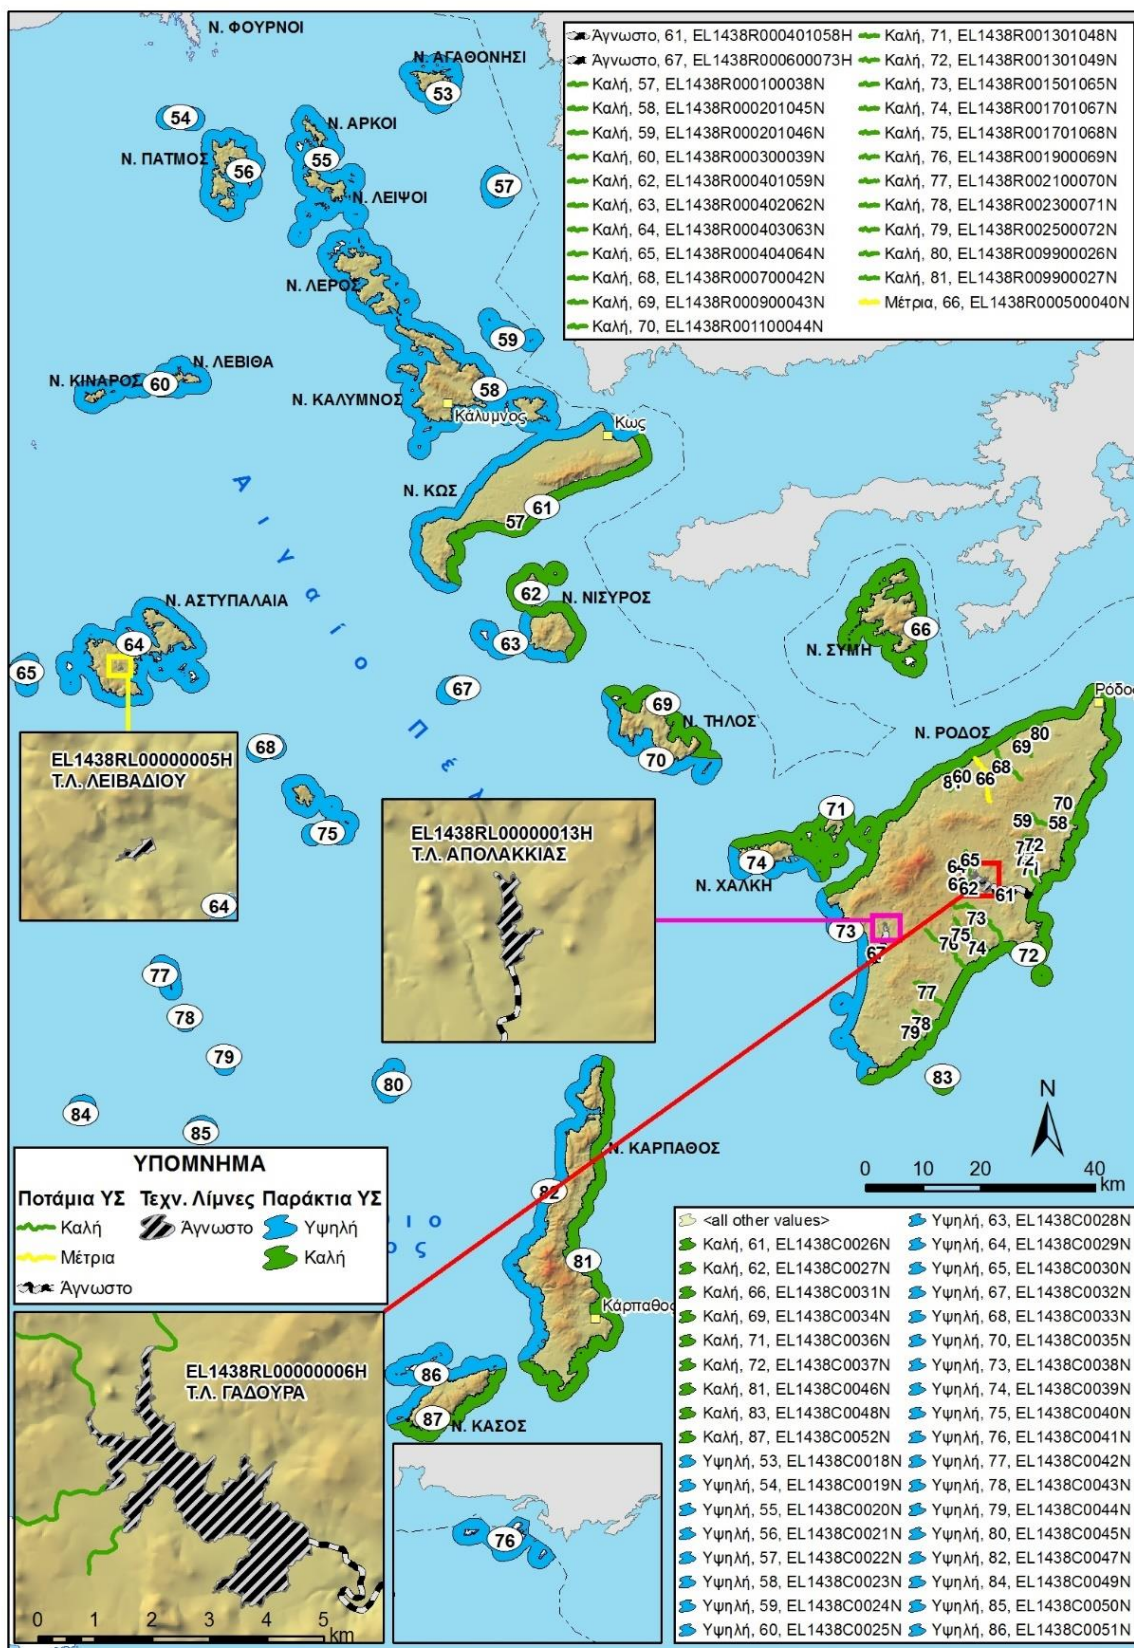 Ν. ΦΟΥΡΝΟΙ
Ν. ΑΓΑΘΟΝΗΣΙ
53
54
Ν. ΑΡΚΟΙ
Ν. ΠΑΤΜΟΣ
55
56
57
Ν. ΛΕΙΨΟΙ
Ν. ΛΕΡΟΣ
59
Ν. ΛΕΒΙΘΑ
Ν. ΚΙΝΑΡΟΣ
60
58
Ν. ΚΑΛΥΜΝΟΣ
Κάλυμνος
Κως
Ν. ΚΩΣ
61
57
Αιγαίο
Πέλ
62
Ν. ΝΙΣΥΡΟΣ
63
Ν. ΑΣΤΥΠΑΛΑΙΑ
64
65
66
Ν. ΣΥΜΗ
67
69
Ν. ΤΗΛΟΣ
70
68
75
Ρόδος
Ν. ΡΟΔΟΣ
80
69
68
60
66
70
59
58
72
65
62
61
71
74
Ν. ΧΑΛΚΗ
73
67
73
75
76
74
72
77
78
79
83
EL1438RL00000005H
Τ.Λ. ΛΕΙΒΑΔΙΟΥ
64
EL1438RL00000013H
Τ.Λ. ΑΠΟΛΑΚΚΙΑΣ
77
78
79
80
84
85
Ν. ΚΑΡΠΑΘΟΣ
82
81
Κάρπαθος
86
87
Ν. ΚΑΣΟΣ
76
N
0 10 20 40
km
ΥΠΟΜΝΗΜΑ
Ποτάμια ΥΣ Τεχν. Λίμνες Παράκτια ΥΣ
Καλή Άγνωστο Υψηλή
Μέτρια Καλή
Άγνωστο
EL1438RL00000006H
Τ.Λ. ΓΑΔΟΥΡΑ
0 1 2 4 5
km
Άγνωστο, 61, EL1438R000401058H
Άγνωστο, 67, EL1438R000600073H
Καλή, 57, EL1438R000100038N
Καλή, 58, EL1438R000201045N
Καλή, 59, EL1438R000201046N
Καλή, 60, EL1438R000300039N
Καλή, 62, EL1438R000401059N
Καλή, 63, EL1438R000402062N
Καλή, 64, EL1438R000403063N
Καλή, 65, EL1438R000404064N
Καλή, 68, EL1438R000700042N
Καλή, 69, EL1438R000900043N
Καλή, 70, EL1438R001100044N
Καλή, 71, EL1438R001301048N
Καλή, 72, EL1438R001301049N
Καλή, 73, EL1438R001501065N
Καλή, 74, EL1438R001701067N
Καλή, 75, EL1438R001701068N
Καλή, 76, EL1438R001900069N
Καλή, 77, EL1438R002100070N
Καλή, 78, EL1438R002300071N
Καλή, 79, EL1438R002500072N
Καλή, 80, EL1438R009900026N
Καλή, 81, EL1438R009900027N
Μέτρια, 66, EL1438R000500040N
<all other values>
Καλή, 61, EL1438C0026N
Καλή, 62, EL1438C0027N
Καλή, 66, EL1438C0031N
Καλή, 69, EL1438C0034N
Καλή, 71, EL1438C0036N
Καλή, 72, EL1438C0037N
Καλή, 81, EL1438C0046N
Καλή, 83, EL1438C0048N
Καλή, 87, EL1438C0052N
Υψηλή, 53, EL1438C0018N
Υψηλή, 54, EL1438C0019N
Υψηλή, 55, EL1438C0020N
Υψηλή, 56, EL1438C0021N
Υψηλή, 57, EL1438C0022N
Υψηλή, 58, EL1438C0023N
Υψηλή, 59, EL1438C0024N
Υψηλή, 60, EL1438C0025N
Υψηλή, 63, EL1438C0028N
Υψηλή, 64, EL1438C0029N
Υψηλή, 65, EL1438C0030N
Υψηλή, 67, EL1438C0032N
Υψηλή, 68, EL1438C0033N
Υψηλή, 70, EL1438C0035N
Υψηλή, 73, EL1438C0038N
Υψηλή, 74, EL1438C0039N
Υψηλή, 75, EL1438C0040N
Υψηλή, 76, EL1438C0041N
Υψηλή, 77, EL1438C0042N
Υψηλή, 78, EL1438C0043N
Υψηλή, 79, EL1438C0044N
Υψηλή, 80, EL1438C0045N
Υψηλή, 82, EL1438C0047N
Υψηλή, 84, EL1438C0049N
Υψηλή, 85, EL1438C0050N
Υψηλή, 86, EL1438C0051N